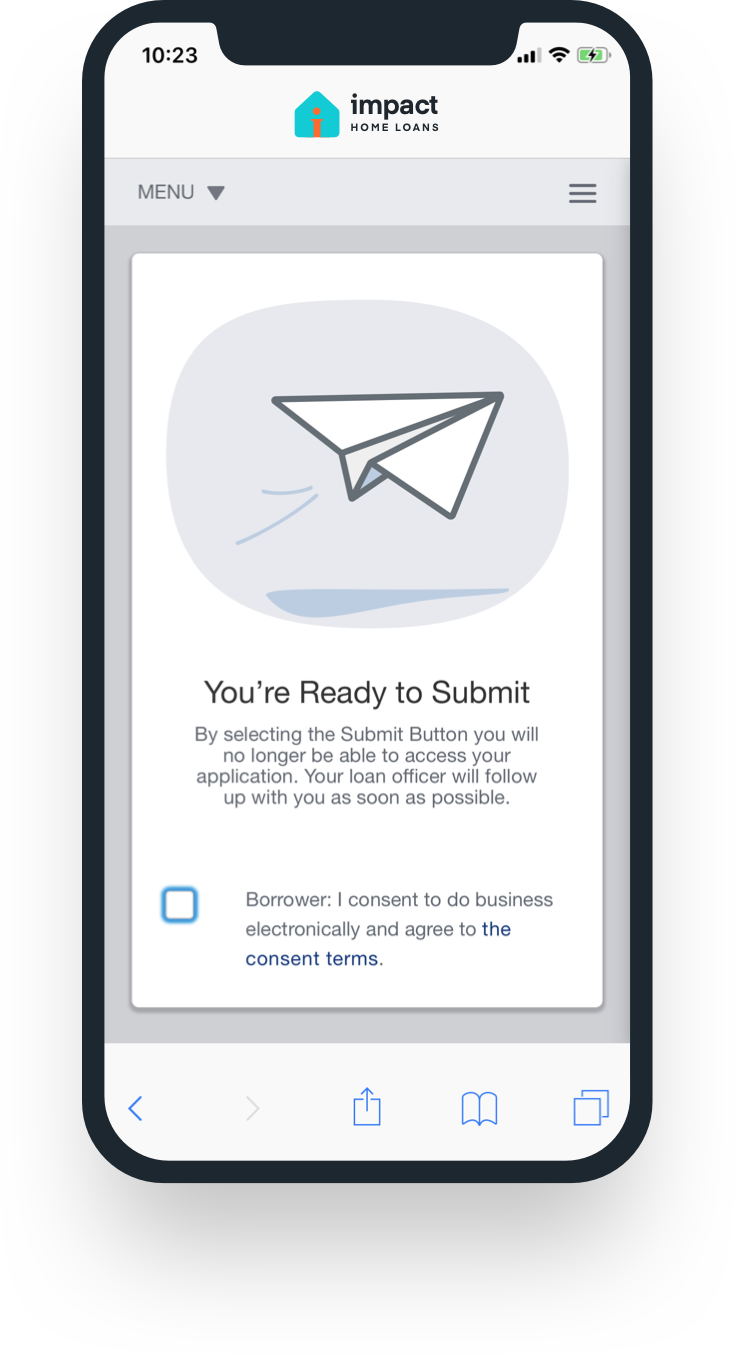 10:23
impact
HOME LOANS
MENU
You’re Ready to Submit
By selecting the Submit Button you will
no longer be able to access your
application. Your loan officer will follow
up with you as soon as possible.
Borrower: I consent to do business
electronically and agree to the
consent terms.